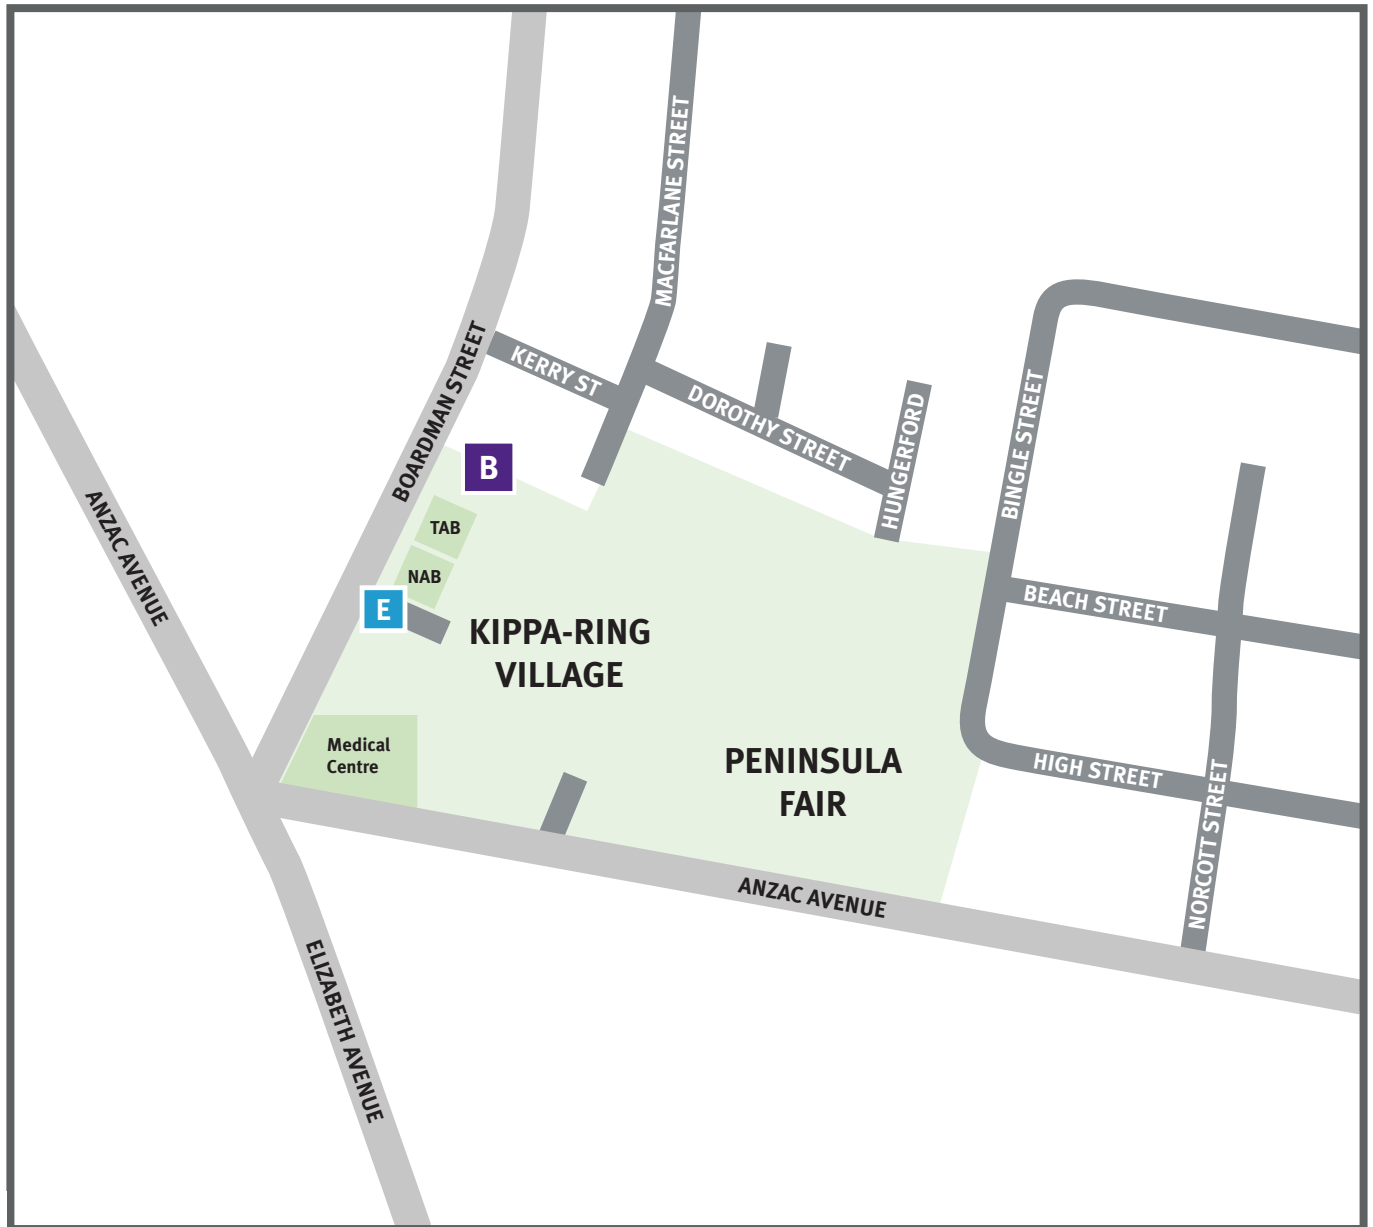 MACFARLANE STREET
BOARDMAN STREET
KERRY ST
DOROTHY STREET
HUNGERFORD
BINGLE STREET
B
TAB
NAB
E
ANZAC AVENUE
KIPPA-RING
VILLAGE
BEACH STREET
Medical
Centre
PENINSULA
FAIR
HIGH STREET
NORCOTT STREET
ANZAC AVENUE
ELIZABETH AVENUE